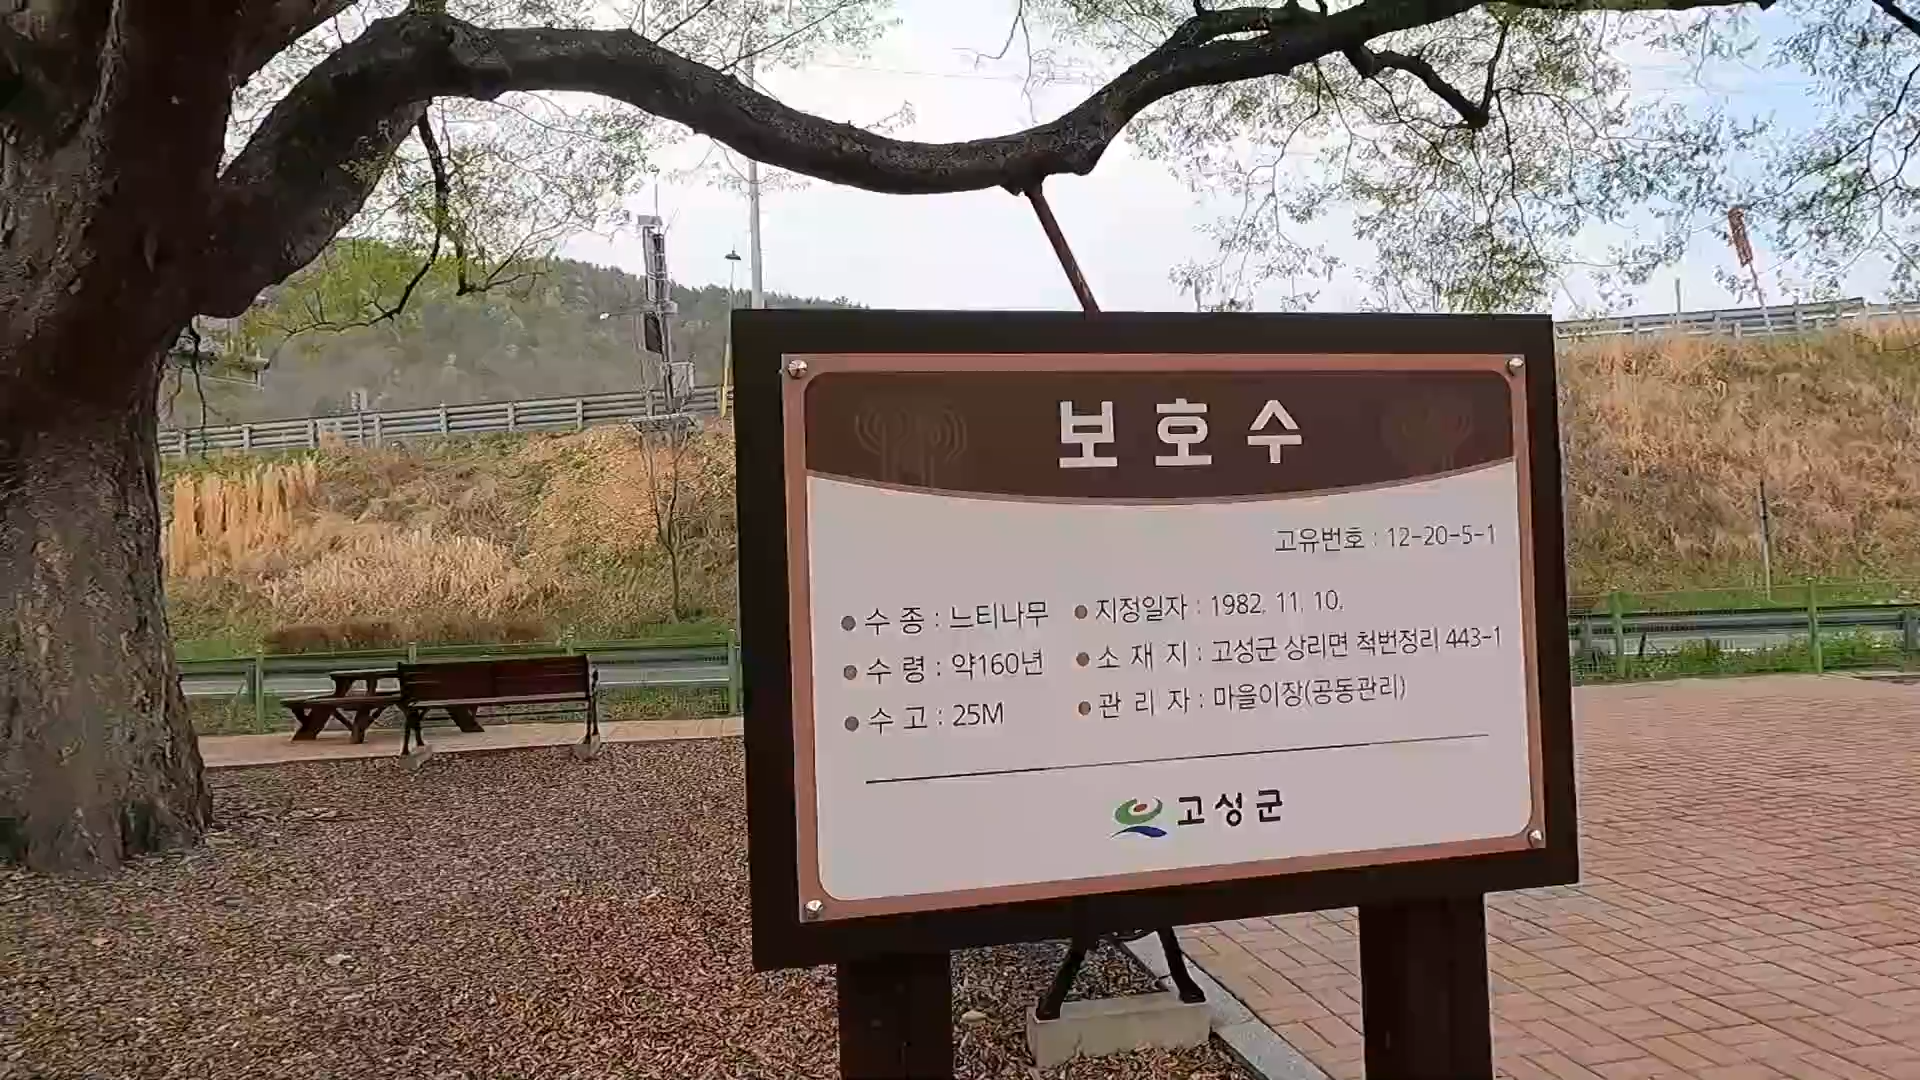 보호수
고유번호 : 12-20-5-1
수 종 : 느티나무
수 령 : 약160년
수 고 : 25M
지정일자 : 1982. 11. 10.
소 재 지 : 고성군 상리면 척번정리 443-1
관 리 자 : 마을이장(공동관리)
고성군